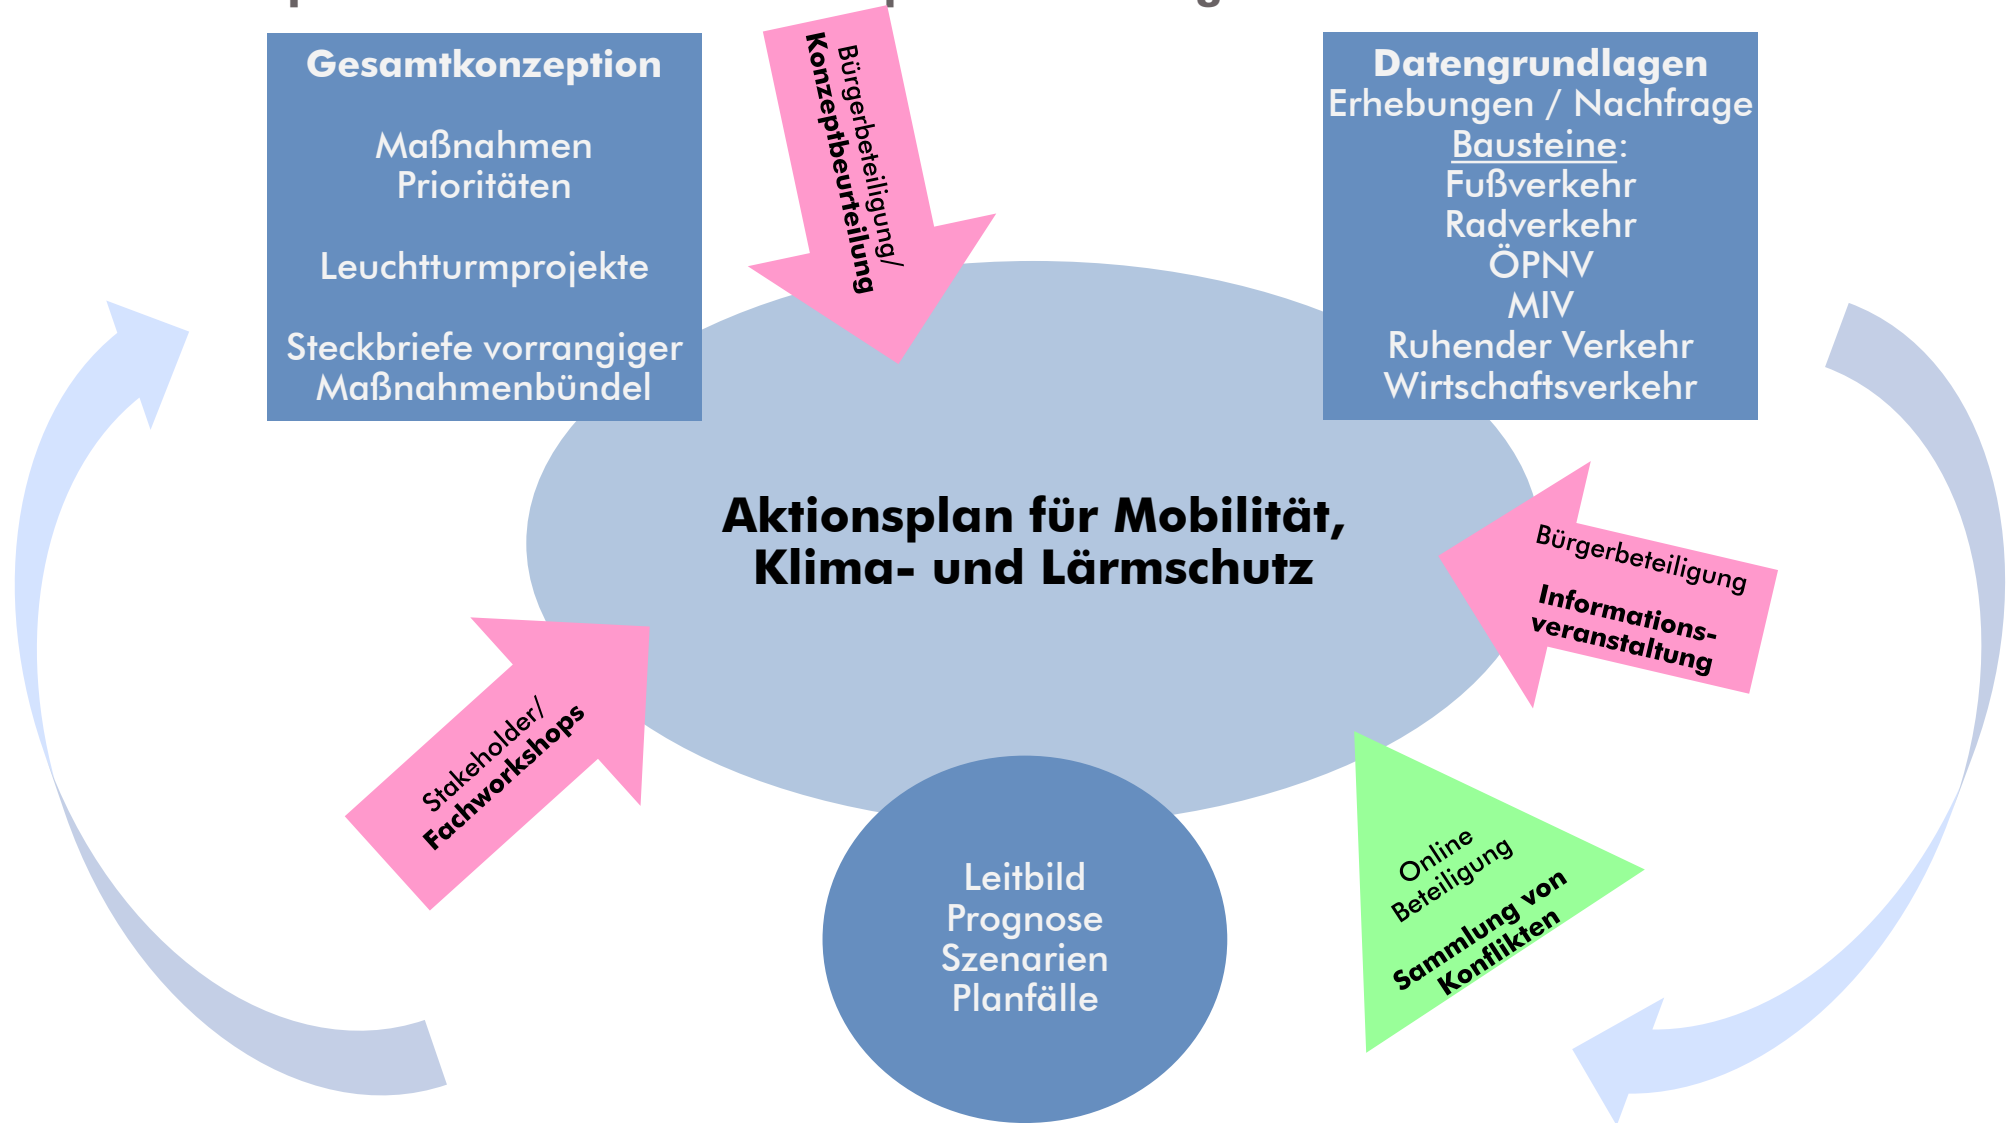 Gesamtkonzeption
Maßnahmen
Prioritäten
Leuchtturmprojekte
Steckbriefe vorrangiger
Maßnahmenbündel
Bürgerbeteiligung/
Konzeptbeurteilung
Datengrundlagen
Erhebungen / Nachfrage
Bausteine:
Fußverkehr
Radverkehr
ÖPNV
MIV
Ruhender Verkehr
Wirtschaftsverkehr
Aktionsplan für Mobilität,
Klima- und Lärmschutz
Bürgerbeteiligung
Informations-
veranstaltung
Stakeholder/
Fachworkshops
Online
Beteiligung
Sammlung von
Konflikten
Leitbild
Prognose
Szenarien
Planfälle